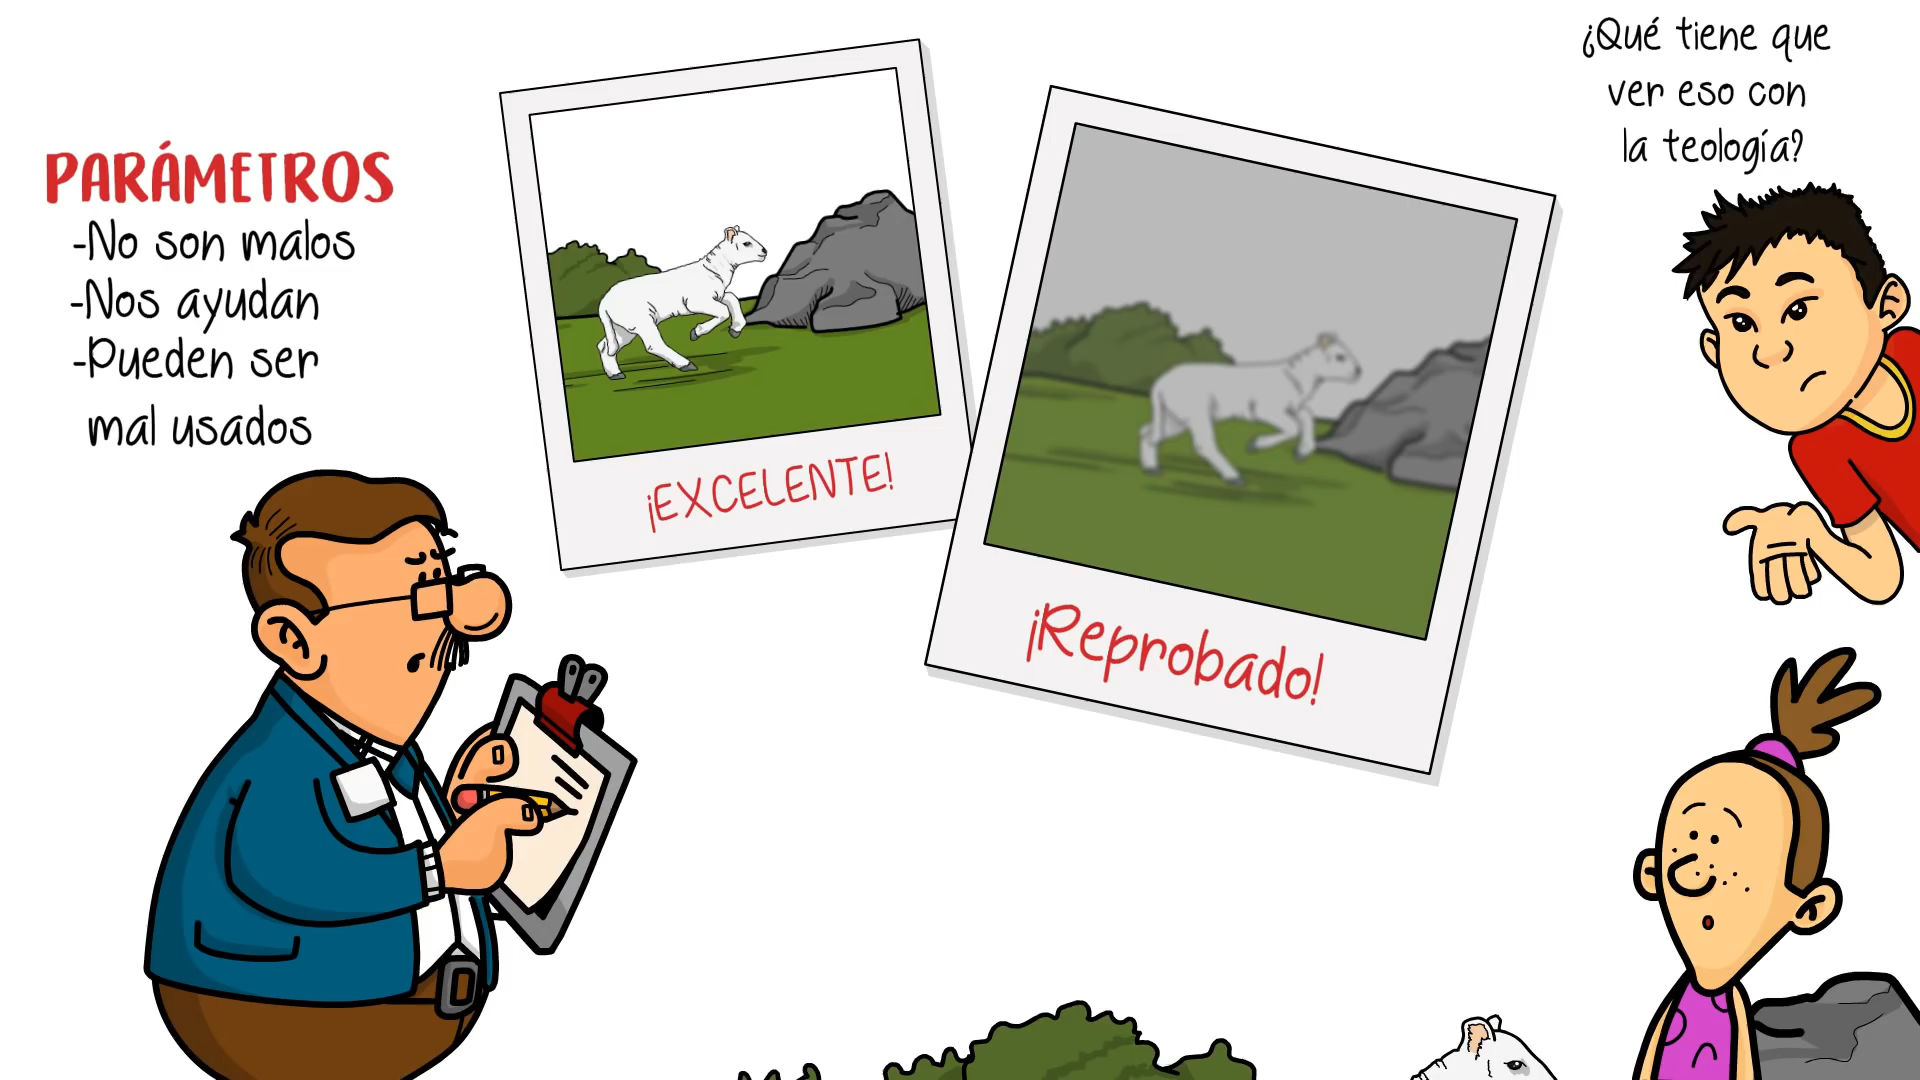 PARÁMETROS
-No son malos
-Nos ayudan
-Pueden ser
mal usados
¡EXCELENTE!
¡Reprobado!
¿Qué tiene que
ver eso con
la teología?